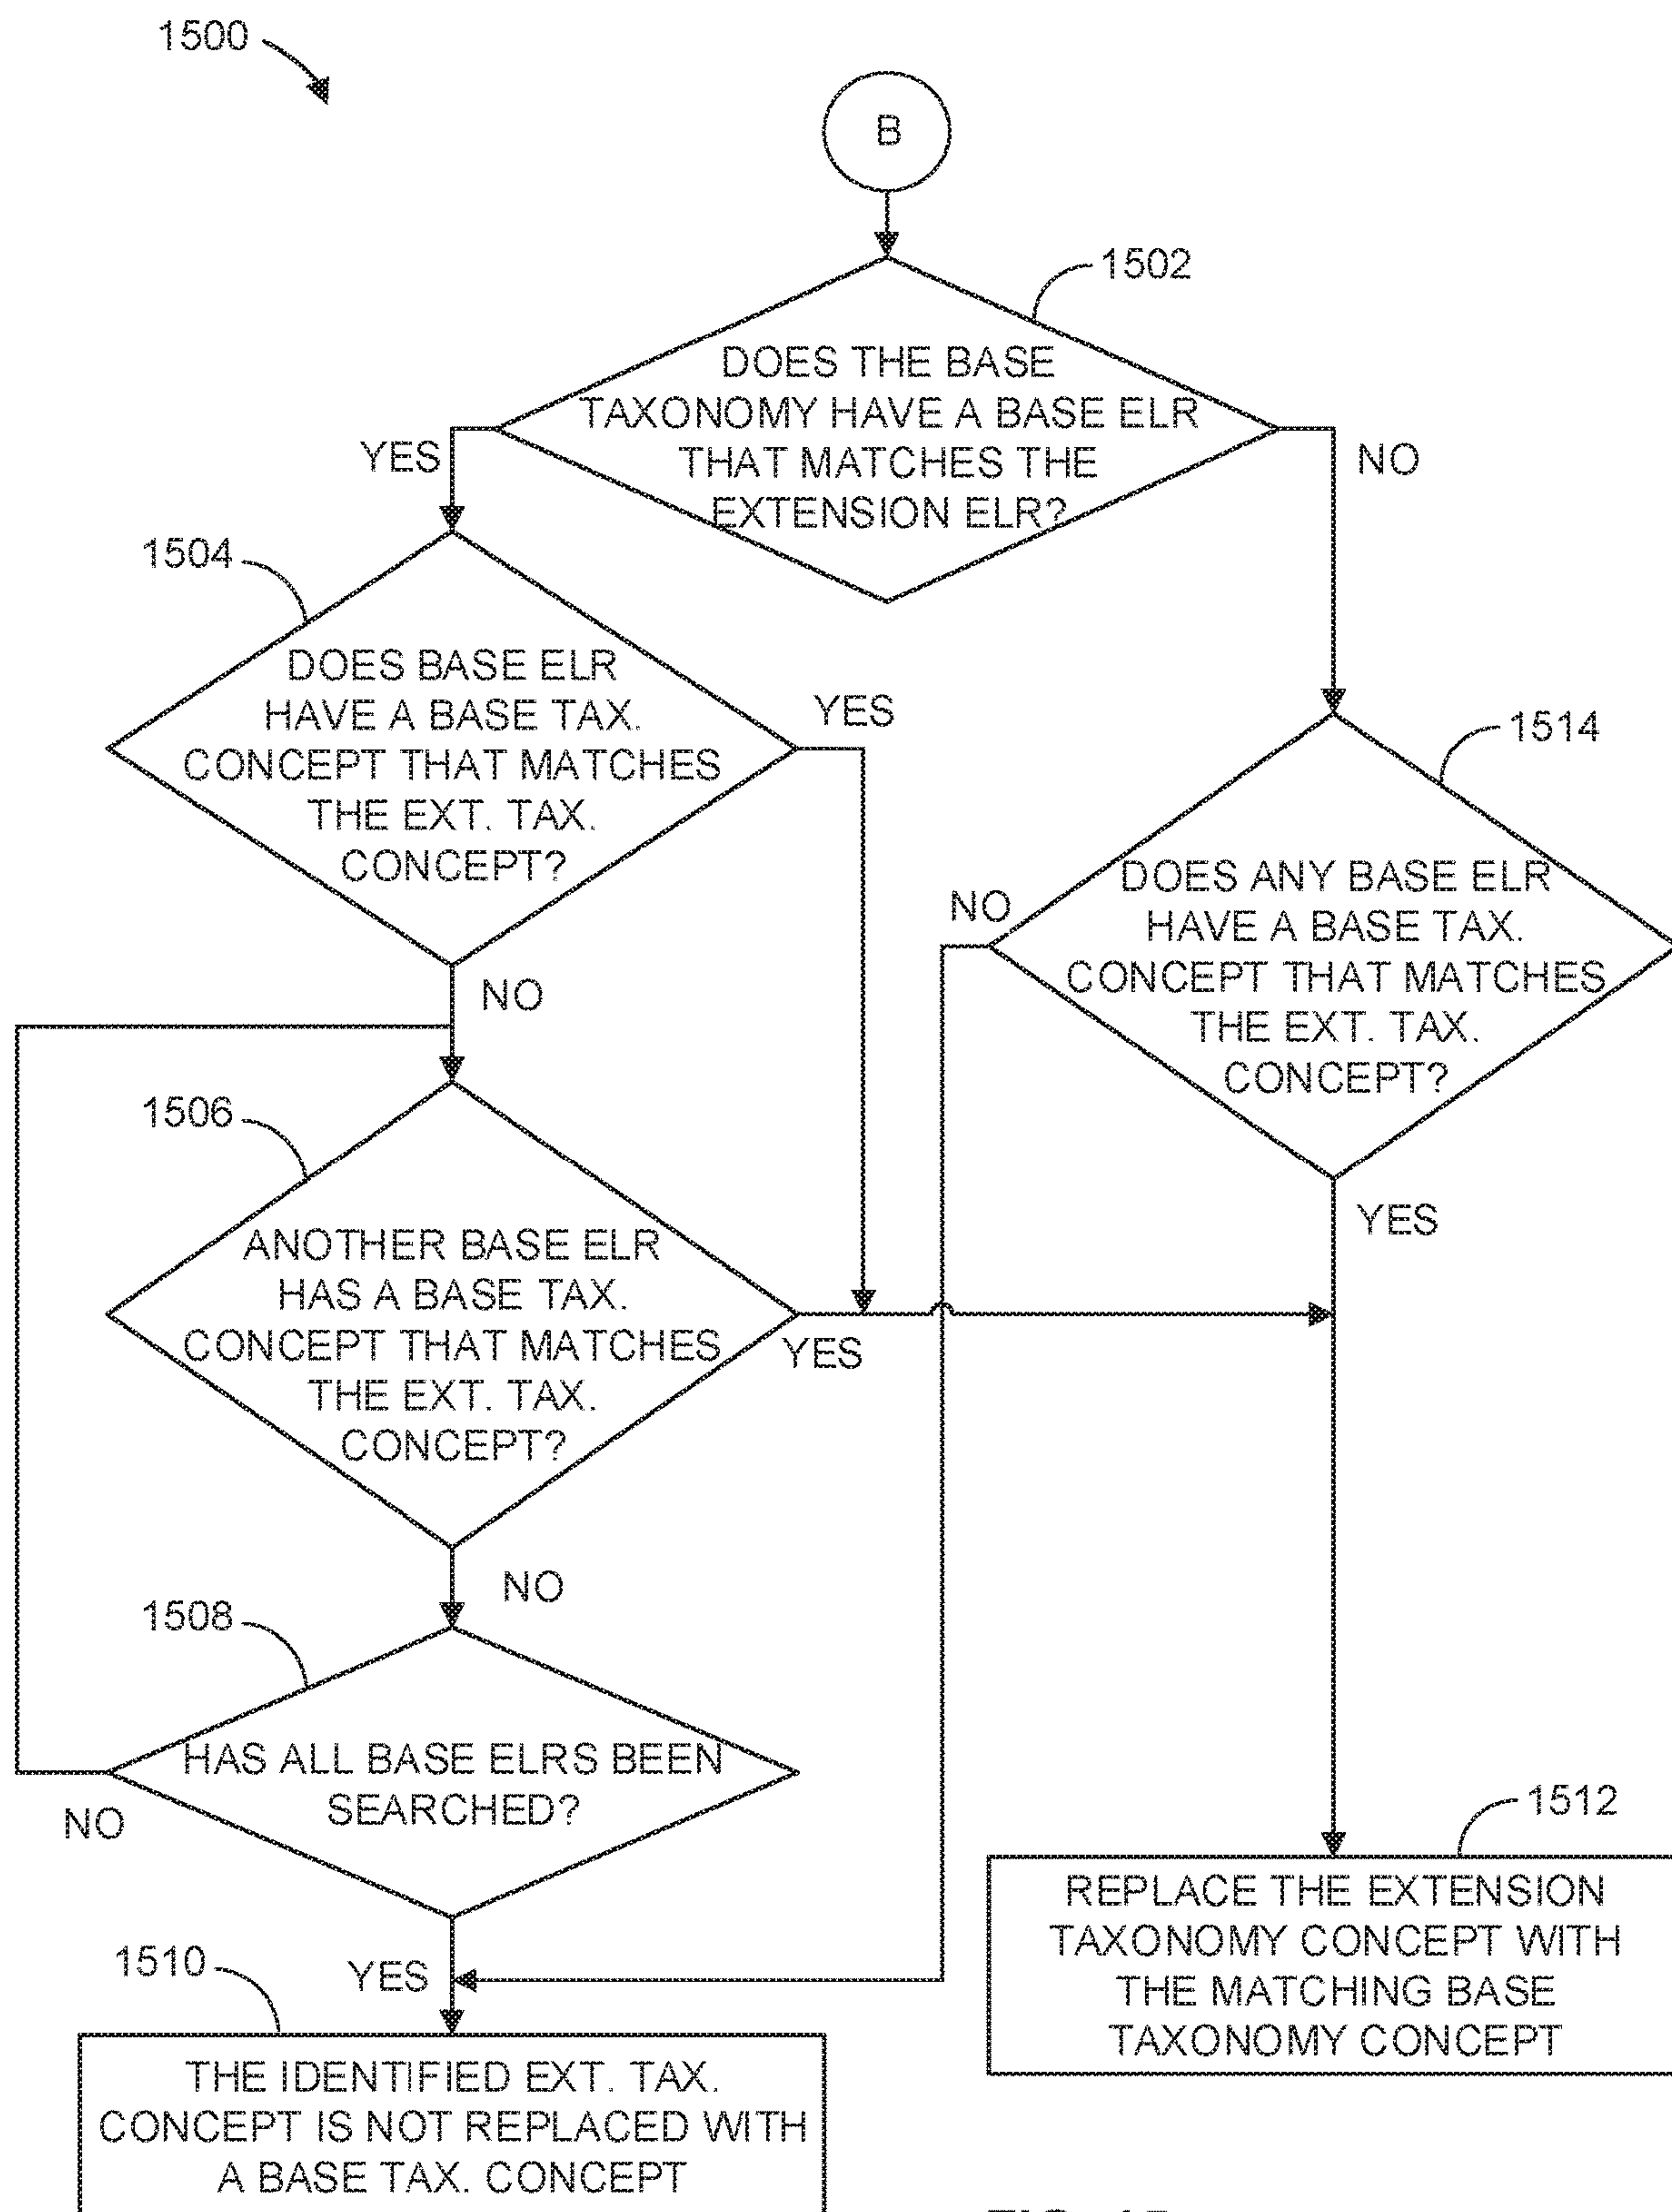 1500
B
1502
DOES THE BASE
TAXONOMY HAVE A BASE ELR
THAT MATCHES THE
EXTENSION ELR?
YES
NO
1504
DOES BASE ELR
HAVE A BASE TAX.
CONCEPT THAT MATCHES
THE EXT. TAX.
CONCEPT?
YES
NO
1514
DOES ANY BASE ELR
HAVE A BASE TAX.
CONCEPT THAT MATCHES
THE EXT. TAX.
CONCEPT?
NO
YES
1506
ANOTHER BASE ELR
HAS A BASE TAX.
CONCEPT THAT MATCHES
THE EXT. TAX.
CONCEPT?
YES
NO
1508
HAS ALL BASE ELRS BEEN
SEARCHED?
NO
YES
1510
THE IDENTIFIED EXT. TAX.
CONCEPT IS NOT REPLACED WITH
A BASE TAX. CONCEPT
1512
REPLACE THE EXTENSION
TAXONOMY CONCEPT WITH
THE MATCHING BASE
TAXONOMY CONCEPT